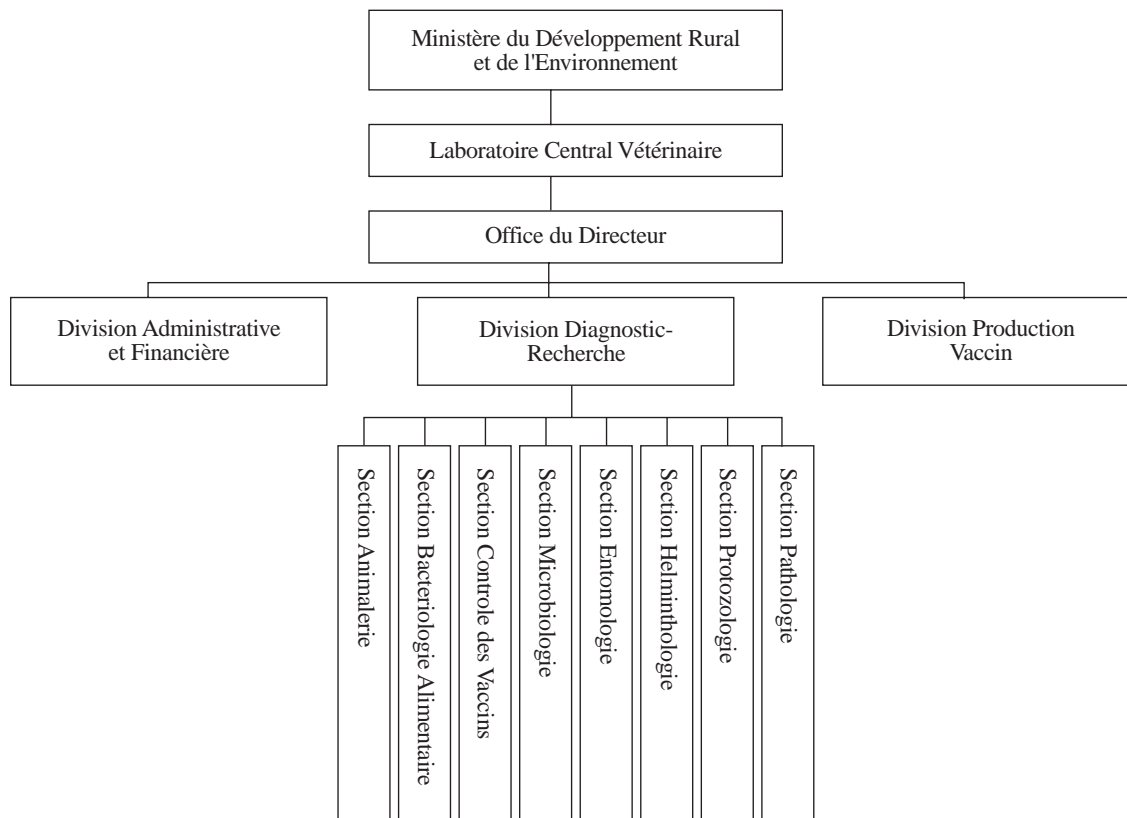 Ministère du Développement Rural
et de l'Environnement
Laboratoire Central Vétérinaire
Office du Directeur
Division Administrative
et Financière
Division Diagnostic-
Recherche
Division Production
Vaccin
Section Animalerie
Section Bacteriologie Alimentaire
Section Controle des Vaccins
Section Microbiologie
Section Entomologie
Section Helminthologie
Section Protozologie
Section Pathologie